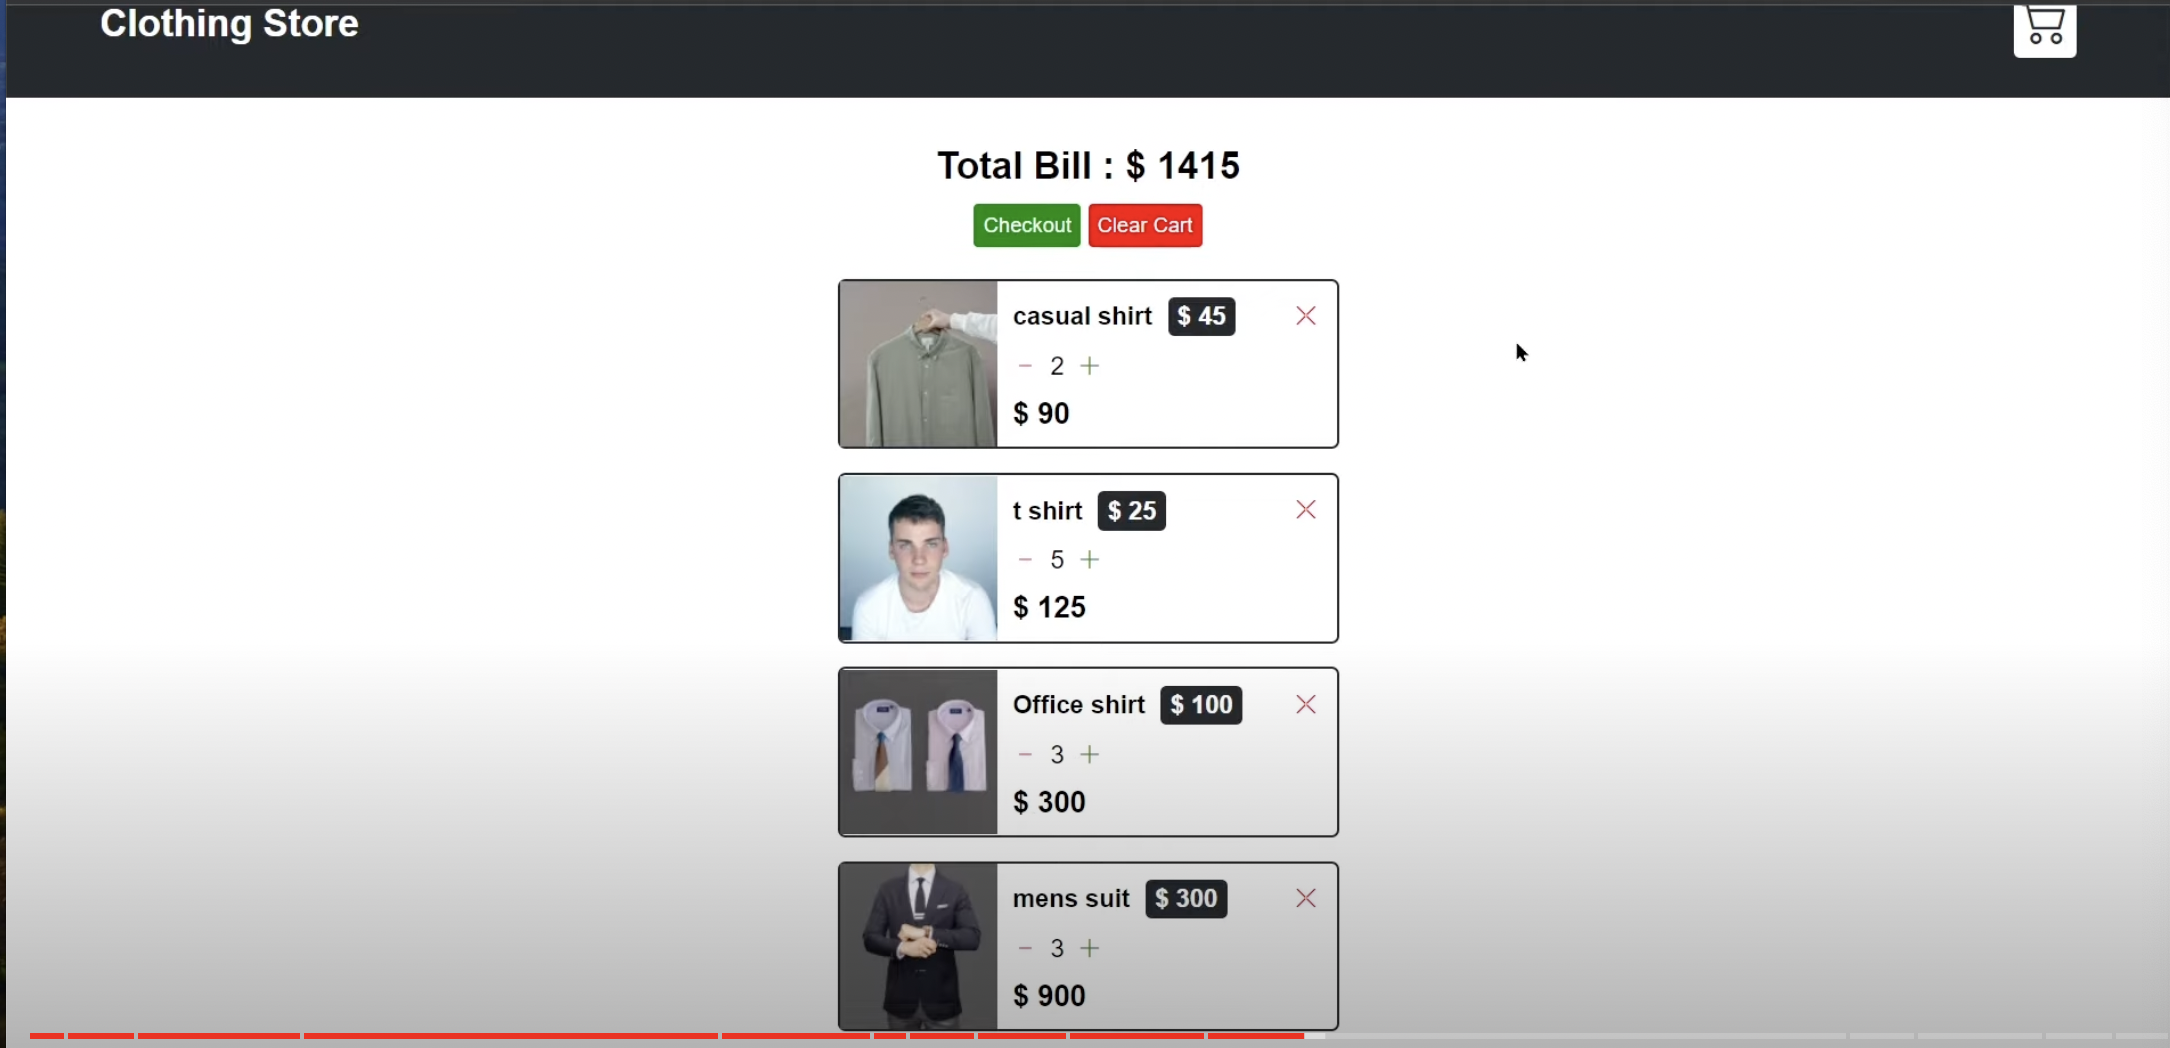 Clothing Store
Total Bill : $ 1415
Checkout Clear Cart
casual shirt $ 45
− 2 +
$ 90
t shirt $ 25
− 5 +
$ 125
Office shirt $ 100
− 3 +
$ 300
mens suit $ 300
− 3 +
$ 900